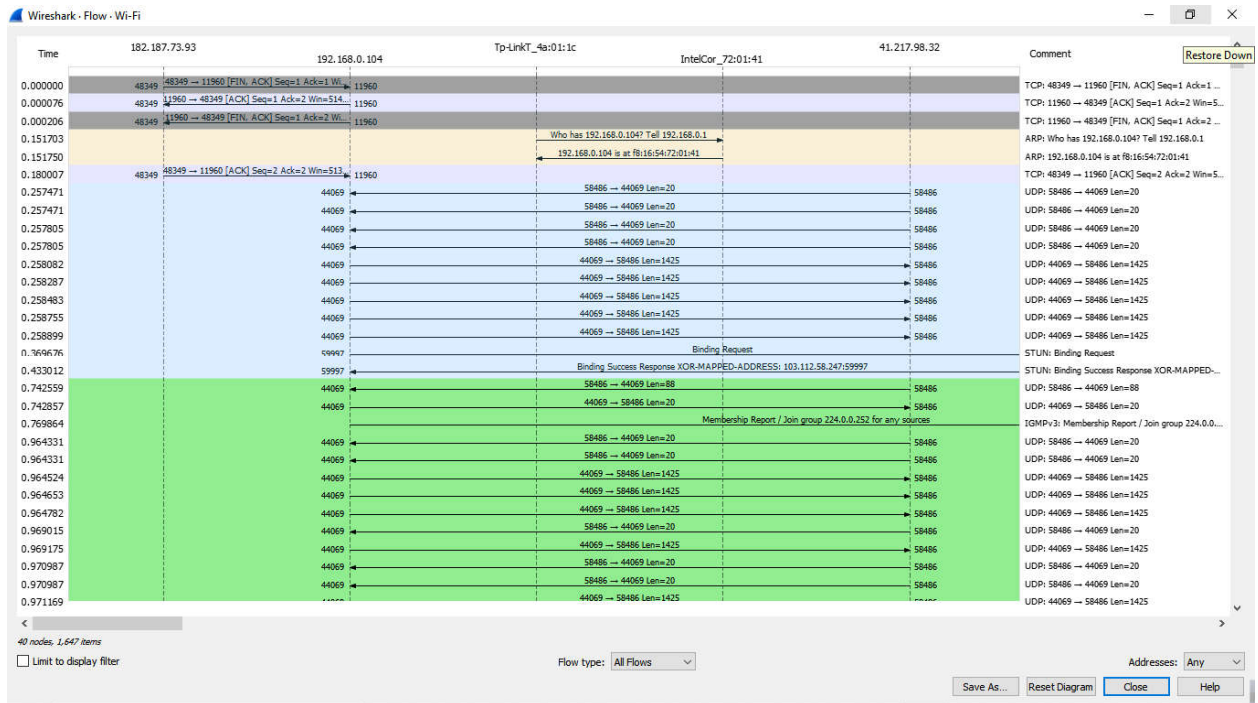 Wireshark · Flow · Wi-Fi
Restore Down
Time 182.187.73.93 192.168.0.104 Tp-LinkT_4a:01:1c IntelCor_72:01:41 41.217.98.32 Comment
0.000000 48349 48349 → 11960 [FIN, ACK] Seq=1 Ack=1 Wi... 11960 TCP: 48349 → 11960 [FIN, ACK] Seq=1 Ack=1 ...
0.000076 48349 11960 → 48349 [ACK] Seq=1 Ack=2 Win=514... 11960 TCP: 11960 → 48349 [ACK] Seq=1 Ack=2 Win=5...
0.000206 48349 11960 → 48349 [FIN, ACK] Seq=1 Ack=2 Wi... 11960 TCP: 11960 → 48349 [FIN, ACK] Seq=1 Ack=2 ...
0.151703 Who has 192.168.0.104? Tell 192.168.0.1 ARP: Who has 192.168.0.104? Tell 192.168.0.1
0.151750 192.168.0.104 is at f8:16:54:72:01:41 ARP: 192.168.0.104 is at f8:16:54:72:01:41
0.180007 48349 48349 → 11960 [ACK] Seq=2 Ack=2 Win=513... 11960 TCP: 48349 → 11960 [ACK] Seq=2 Ack=2 Win=5...
0.257471 44069 58486 → 44069 Len=20 58486 UDP: 58486 → 44069 Len=20
0.257471 44069 58486 → 44069 Len=20 58486 UDP: 58486 → 44069 Len=20
0.257805 44069 58486 → 44069 Len=20 58486 UDP: 58486 → 44069 Len=20
0.257805 44069 58486 → 44069 Len=20 58486 UDP: 58486 → 44069 Len=20
0.258082 44069 44069 → 58486 Len=1425 58486 UDP: 44069 → 58486 Len=1425
0.258287 44069 44069 → 58486 Len=1425 58486 UDP: 44069 → 58486 Len=1425
0.258483 44069 44069 → 58486 Len=1425 58486 UDP: 44069 → 58486 Len=1425
0.258755 44069 44069 → 58486 Len=1425 58486 UDP: 44069 → 58486 Len=1425
0.258899 44069 44069 → 58486 Len=1425 58486 UDP: 44069 → 58486 Len=1425
0.369676 59997 Binding Request STUN: Binding Request
0.433012 59997 Binding Success Response XOR-MAPPED-ADDRESS: 103.112.58.247:59997 STUN: Binding Success Response XOR-MAPPED-...
0.742559 44069 58486 → 44069 Len=88 58486 UDP: 58486 → 44069 Len=88
0.742857 44069 44069 → 58486 Len=20 58486 UDP: 44069 → 58486 Len=20
0.769864 Membership Report / Join group 224.0.0.252 for any sources IGMPv3: Membership Report / Join group 224.0.0...
0.964331 44069 58486 → 44069 Len=20 58486 UDP: 58486 → 44069 Len=20
0.964331 44069 58486 → 44069 Len=20 58486 UDP: 58486 → 44069 Len=20
0.964524 44069 44069 → 58486 Len=1425 58486 UDP: 44069 → 58486 Len=1425
0.964653 44069 44069 → 58486 Len=1425 58486 UDP: 44069 → 58486 Len=1425
0.964782 44069 44069 → 58486 Len=1425 58486 UDP: 44069 → 58486 Len=1425
0.969015 44069 58486 → 44069 Len=20 58486 UDP: 58486 → 44069 Len=20
0.969175 44069 44069 → 58486 Len=1425 58486 UDP: 44069 → 58486 Len=1425
0.970987 44069 58486 → 44069 Len=20 58486 UDP: 58486 → 44069 Len=20
0.970987 44069 58486 → 44069 Len=20 58486 UDP: 58486 → 44069 Len=20
0.971169 44069 → 58486 Len=1425 UDP: 44069 → 58486 Len=1425
40 nodes, 1,647 items
Limit to display filter Flow type: All Flows Addresses: Any
Save As... Reset Diagram Close Help